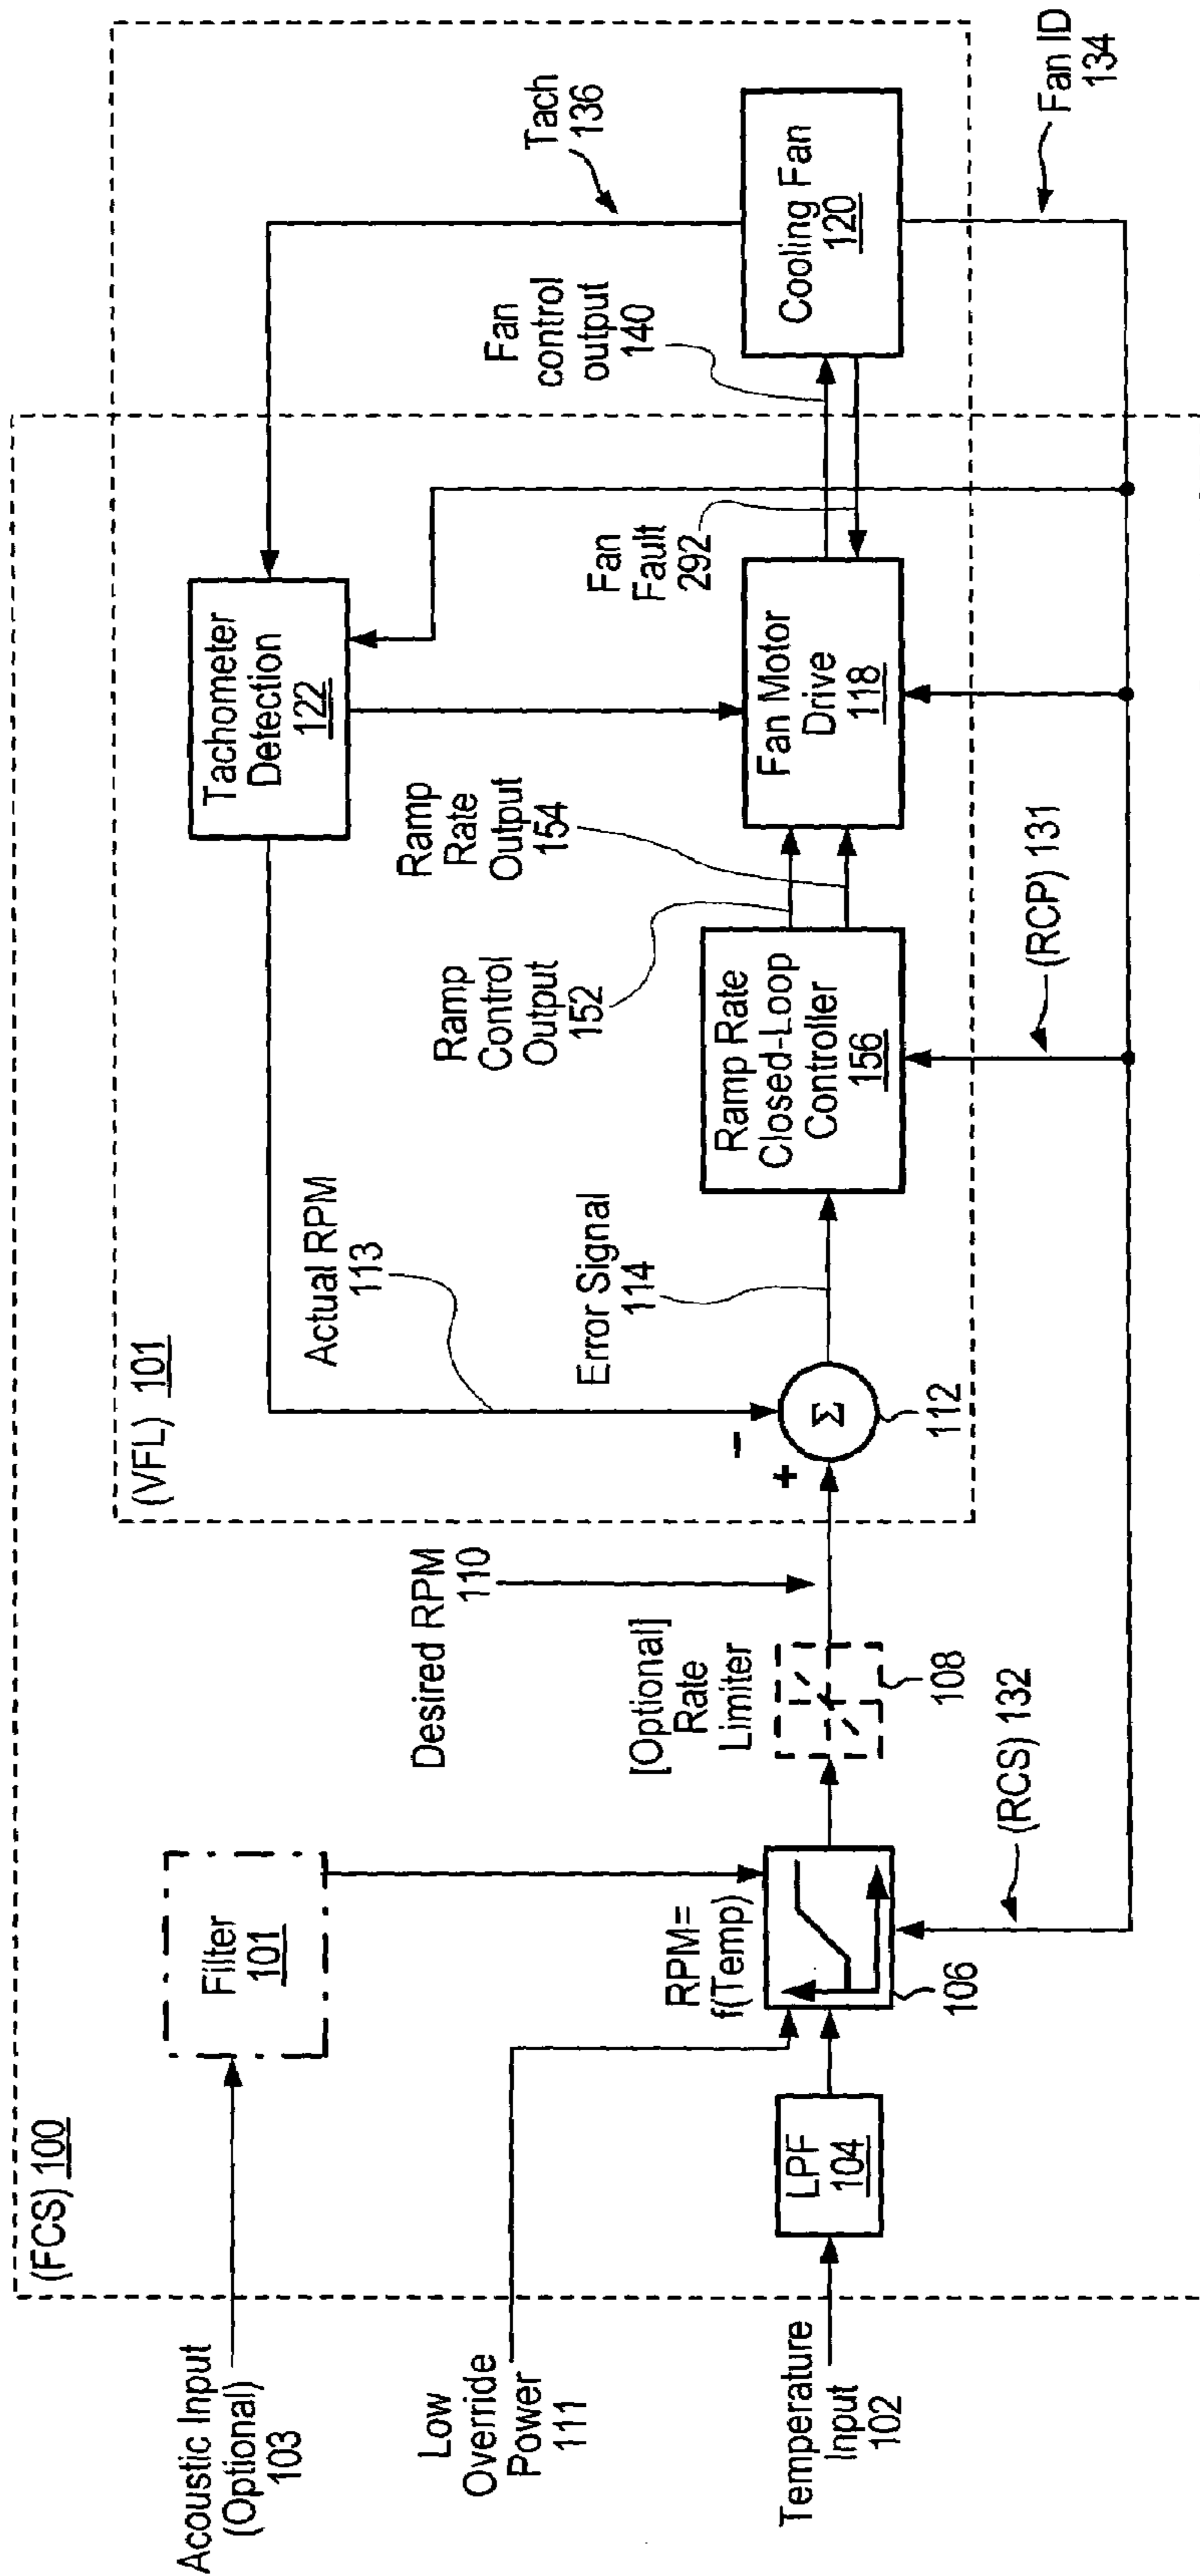 (FCS) 100
Acoustic Input
(Optional)
103
Filter
101
Low
Override
Power
111
Temperature
Input
102
LPF
104
RPM=
f(Temp)
106
[Optional]
Rate
Limiter
108
Desired RPM
110
(RCS) 132
(VFL) 101
Actual RPM
113
-
+
Σ
112
Error Signal
114
Ramp Rate
Closed-Loop
Controller
156
Ramp
Control
Output
152
Ramp
Rate
Output
154
(RCP) 131
Tachometer
Detection
122
Fan Motor
Drive
118
Fan
Fault
292
Fan
control
output
140
Tach
136
Cooling Fan
120
Fan ID
134